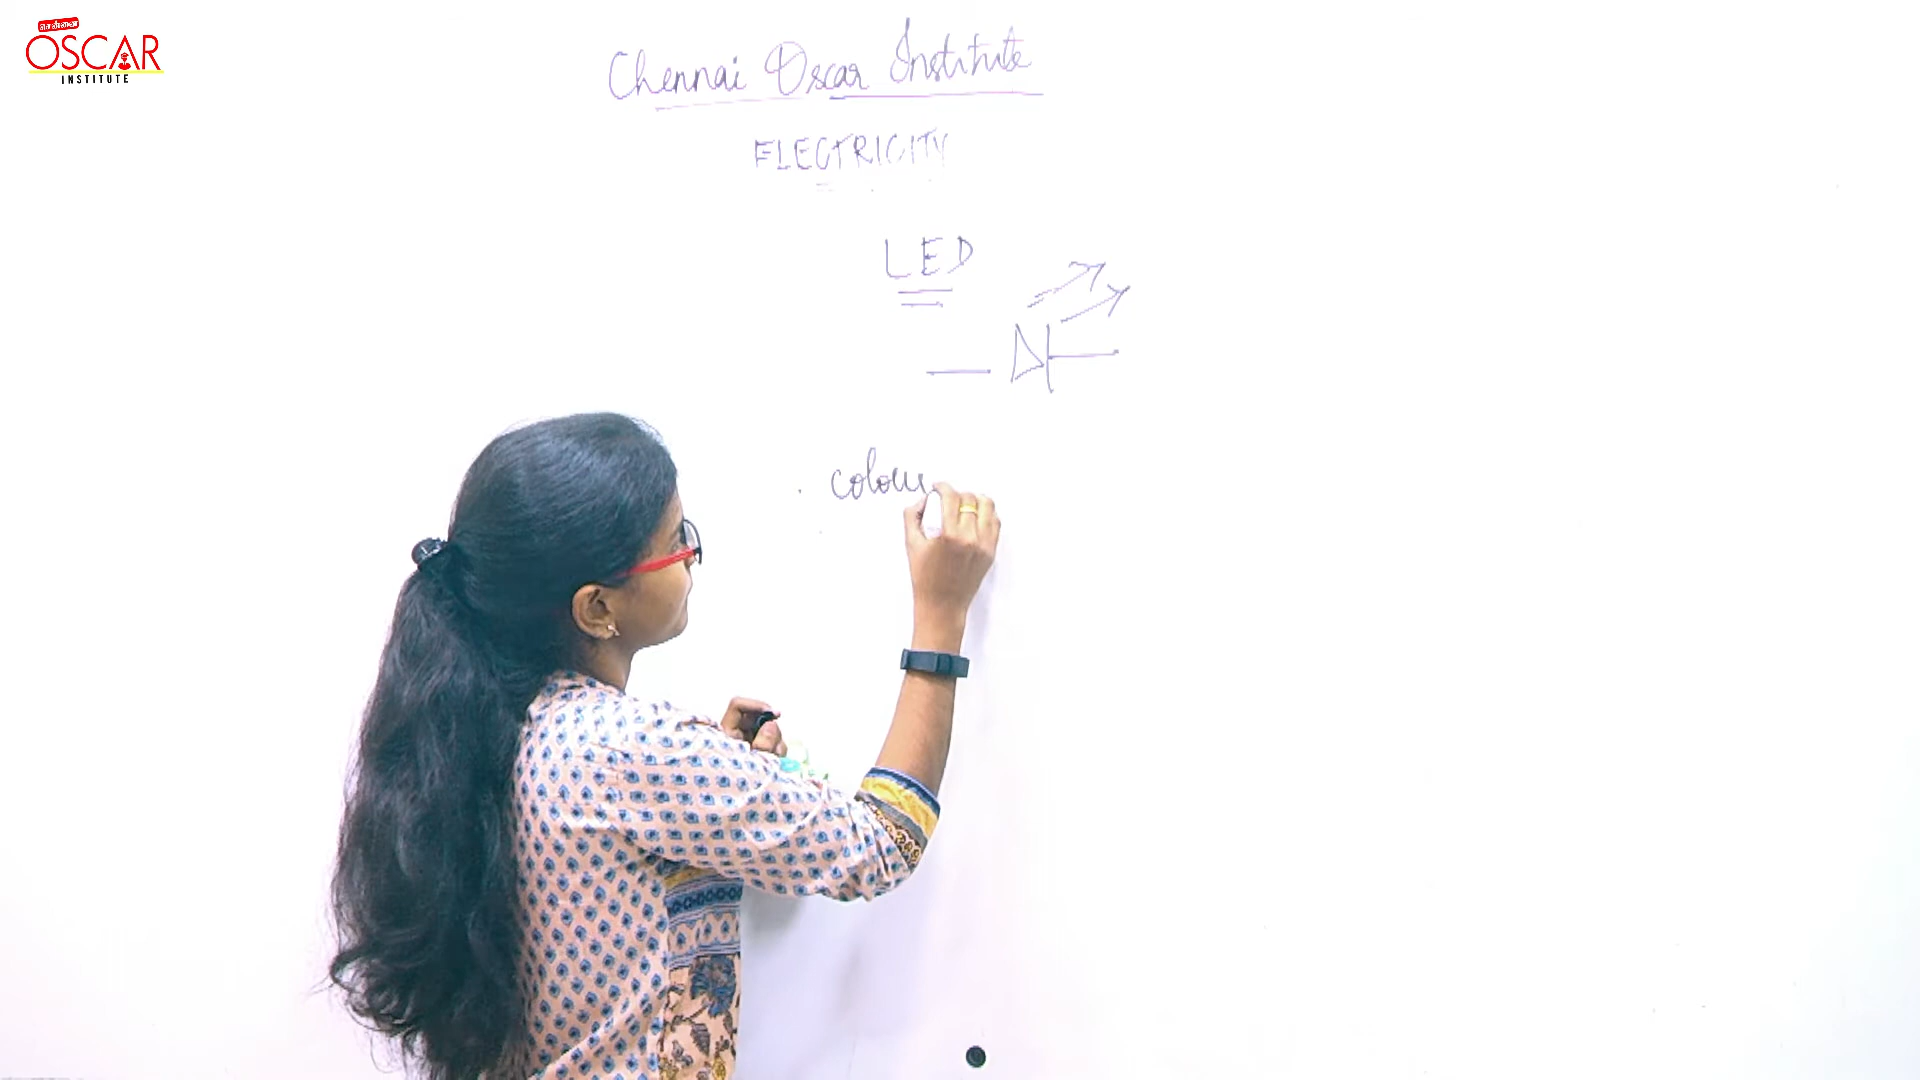 OSCAR
INSTITUTE
Chennai Oscar Institute
ELECTRICITY
LED
colou